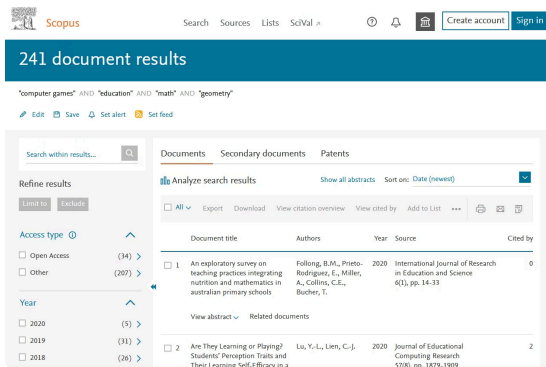 Scopus
Search Sources Lists SciVal ↗
Create account Sign in
241 document results
"computer games" AND "education" AND "math" AND "geometry"
Edit Save Set alert Set feed
Search within results...
Refine results
Limit to Exclude
Access type
Open Access (34)
Other (207)
Year
2020 (5)
2019 (31)
2018 (26)
Documents Secondary documents Patents
Analyze search results Show all abstracts Sort on: Date (newest)
All Export Download View citation overview View cited by Add to List ...
Document title Authors Year Source Cited by
1 An exploratory survey on Follong, B.M., Prieto- 2020 International Journal of Research 0
teaching practices integrating Rodriguez, E., Miller, in Education and Science
nutrition and mathematics in A., Collins, C.E., 6(1), pp. 14-33
australian primary schools Bucher, T.
View abstract Related documents
2 Are They Learning or Playing? Lu, Y.-L., Lien, C.-J. 2020 Journal of Educational 2
Students' Perception Traits and Computing Research
Their Learning Self-Efficacy in a 57(8), pp. 1879-1909